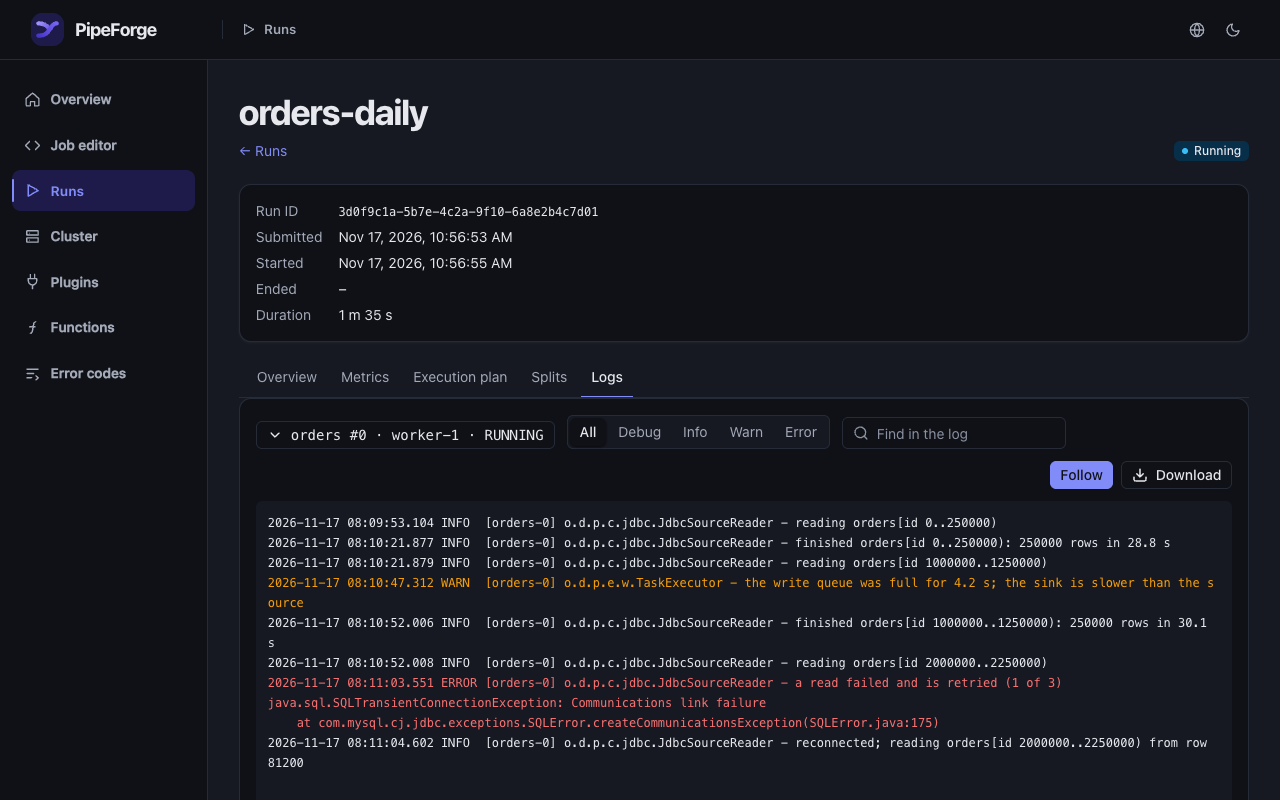 PipeForge
Runs
Overview
Job editor
Runs
Cluster
Plugins
Functions
Error codes
orders-daily
← Runs
Running
Run ID 3d0f9c1a-5b7e-4c2a-9f10-6a8e2b4c7d01
Submitted Nov 17, 2026, 10:56:53 AM
Started Nov 17, 2026, 10:56:55 AM
Ended –
Duration 1 m 35 s
Overview Metrics Execution plan Splits Logs
orders #0 · worker-1 · RUNNING All Debug Info Warn Error Find in the log
Follow Download
2026-11-17 08:09:53.104 INFO  [orders-0] o.d.p.c.jdbc.JdbcSourceReader - reading orders[id 0..250000)
2026-11-17 08:10:21.877 INFO  [orders-0] o.d.p.c.jdbc.JdbcSourceReader - finished orders[id 0..250000): 250000 rows in 28.8 s
2026-11-17 08:10:21.879 INFO  [orders-0] o.d.p.c.jdbc.JdbcSourceReader - reading orders[id 1000000..1250000)
2026-11-17 08:10:47.312 WARN  [orders-0] o.d.p.e.w.TaskExecutor - the write queue was full for 4.2 s; the sink is slower than the s
ource
2026-11-17 08:10:52.006 INFO  [orders-0] o.d.p.c.jdbc.JdbcSourceReader - finished orders[id 1000000..1250000): 250000 rows in 30.1
s
2026-11-17 08:10:52.008 INFO  [orders-0] o.d.p.c.jdbc.JdbcSourceReader - reading orders[id 2000000..2250000)
2026-11-17 08:11:03.551 ERROR [orders-0] o.d.p.c.jdbc.JdbcSourceReader - a read failed and is retried (1 of 3)
java.sql.SQLTransientConnectionException: Communications link failure
    at com.mysql.cj.jdbc.exceptions.SQLError.createCommunicationsException(SQLError.java:175)
2026-11-17 08:11:04.602 INFO  [orders-0] o.d.p.c.jdbc.JdbcSourceReader - reconnected; reading orders[id 2000000..2250000) from row
81200